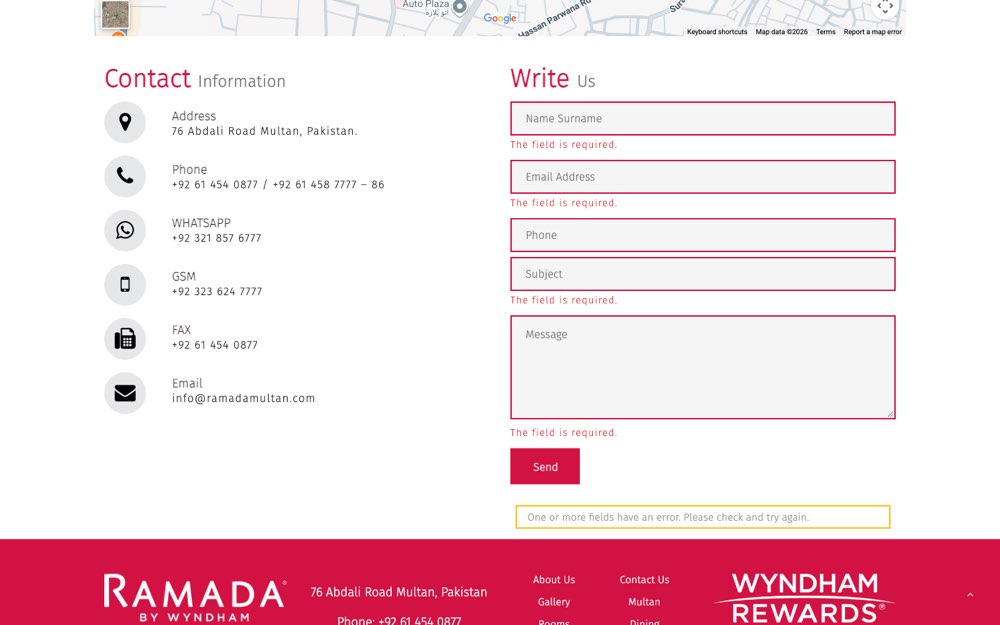 Auto Plaza
اٹو پلازہ
Google
Hassan Parwana Rd
Keyboard shortcuts Map data ©2026 Terms Report a map error
Contact Information
Address
76 Abdali Road Multan, Pakistan.
Phone
+92 61 454 0877 / +92 61 458 7777 – 86
WHATSAPP
+92 321 857 6777
GSM
+92 323 624 7777
FAX
+92 61 454 0877
Email
info@ramadamultan.com
Write Us
Name Surname
The field is required.
Email Address
The field is required.
Phone
Subject
The field is required.
Message
The field is required.
Send
One or more fields have an error. Please check and try again.
RAMADA®
BY WYNDHAM
76 Abdali Road Multan, Pakistan
Phone: +92 61 454 0877
About Us
Gallery
Rooms
Contact Us
Multan
Dining
WYNDHAM
REWARDS®